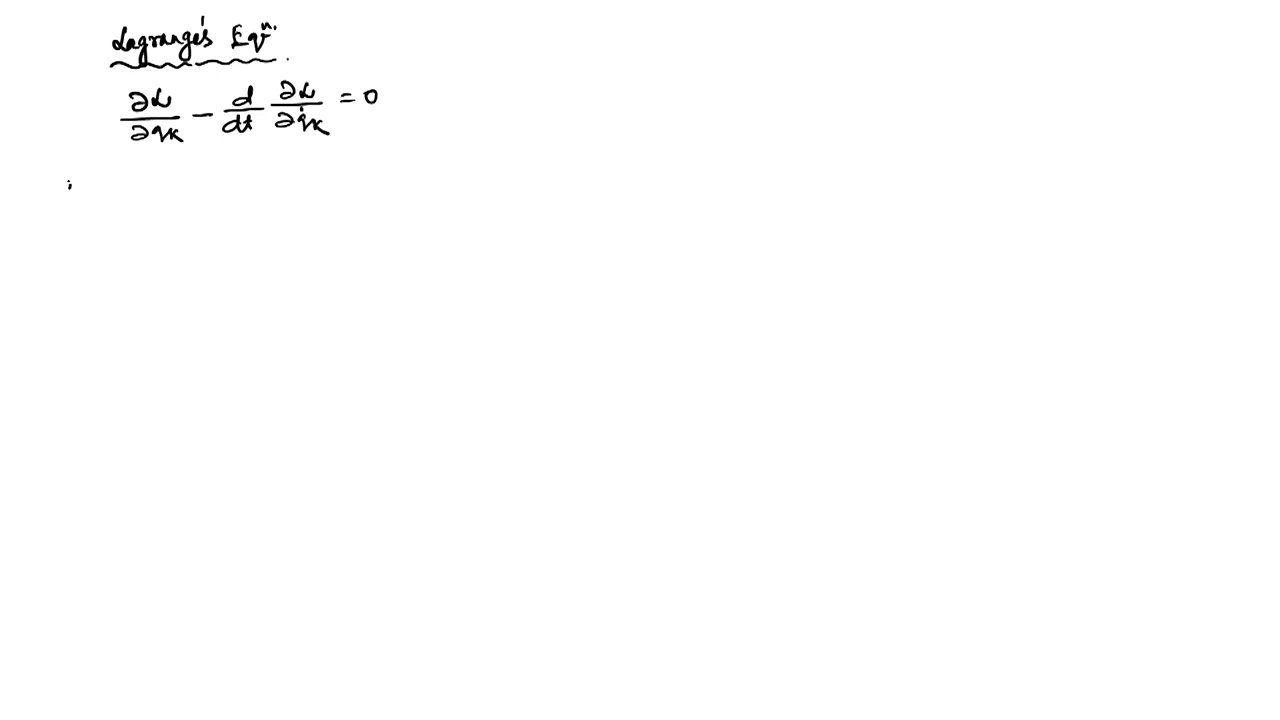 Lagrange's Eqⁿ.
∂L/∂qₖ − d/dt ∂L/∂q̇ₖ = 0